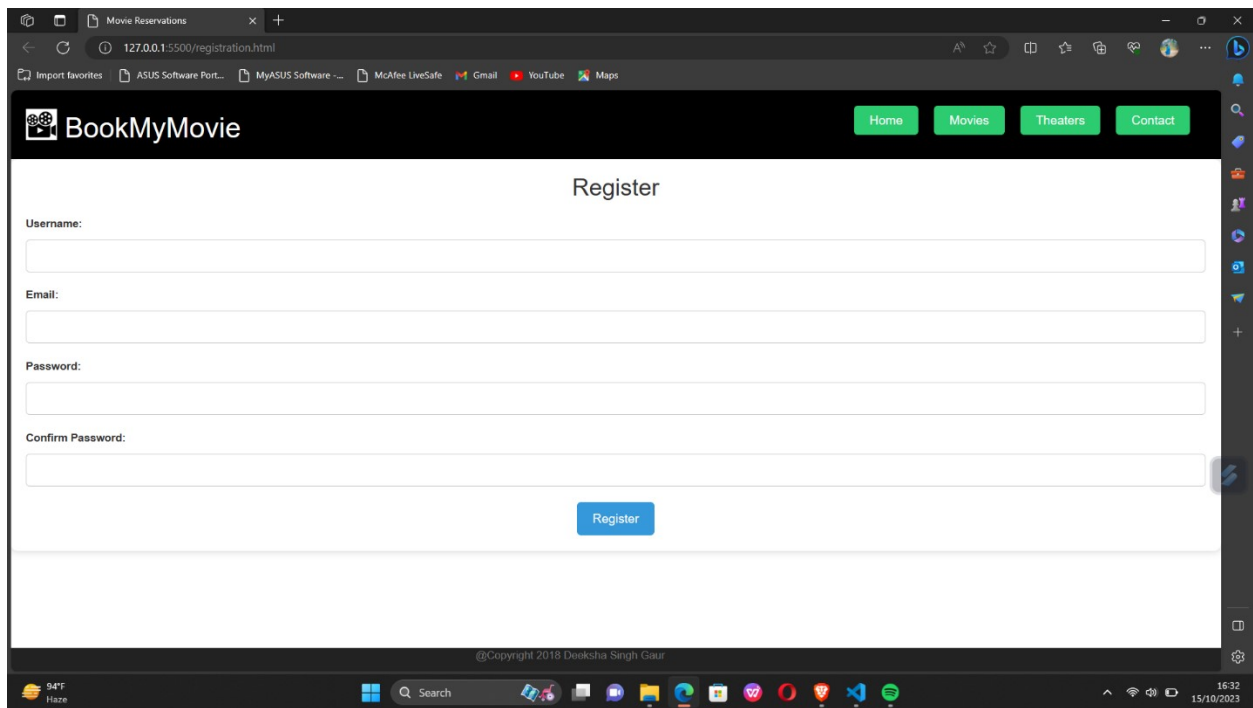 Movie Reservations
127.0.0.1:5500/registration.html
Import favorites ASUS Software Port... MyASUS Software -... McAfee LiveSafe Gmail YouTube Maps
BookMyMovie Home Movies Theaters Contact
Register
Username:
Email:
Password:
Confirm Password:
Register
@Copyright 2018 Deeksha Singh Gaur
94°F
Haze
Search
16:32
15/10/2023